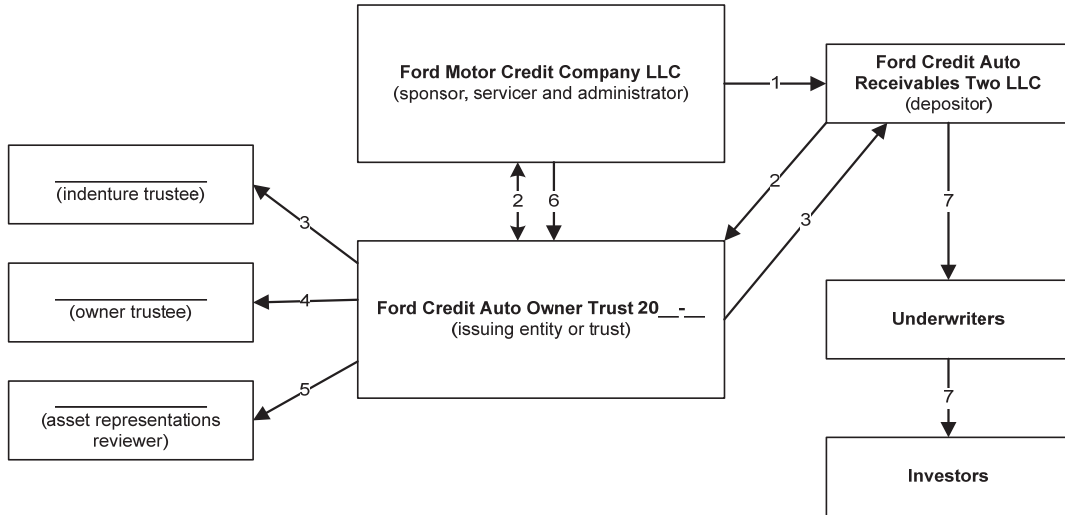 Ford Motor Credit Company LLC
(sponsor, servicer and administrator)
1
Ford Credit Auto
Receivables Two LLC
(depositor)
(indenture trustee)
3
2
6
2
3
7
(owner trustee)
4
Ford Credit Auto Owner Trust 20__-__
(issuing entity or trust)
Underwriters
5
(asset representations
reviewer)
7
Investors